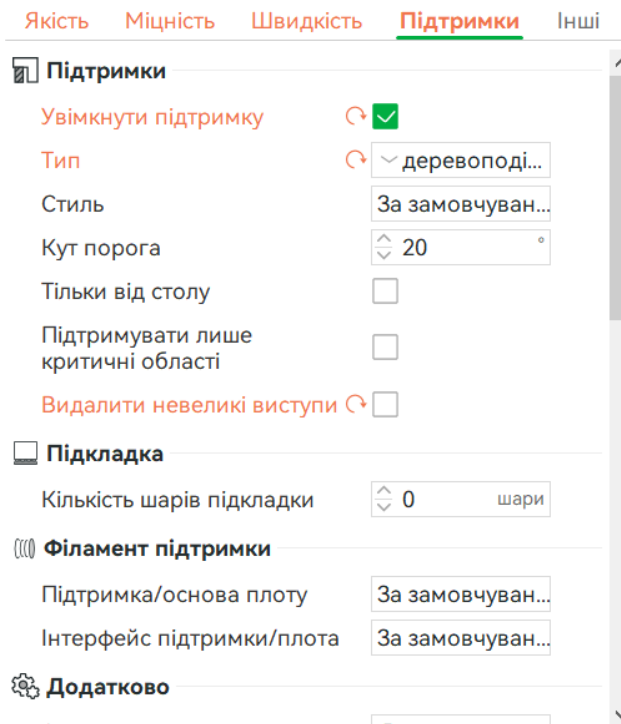 Якість Міцність Швидкість Підтримки Інші
Підтримки
Увімкнути підтримку
Тип деревоподі...
Стиль За замовчуван...
Кут порога 20 °
Тільки від столу
Підтримувати лише
критичні області
Видалити невеликі виступи
Підкладка
Кількість шарів підкладки 0 шари
Філамент підтримки
Підтримка/основа плоту За замовчуван...
Інтерфейс підтримки/плота За замовчуван...
Додатково